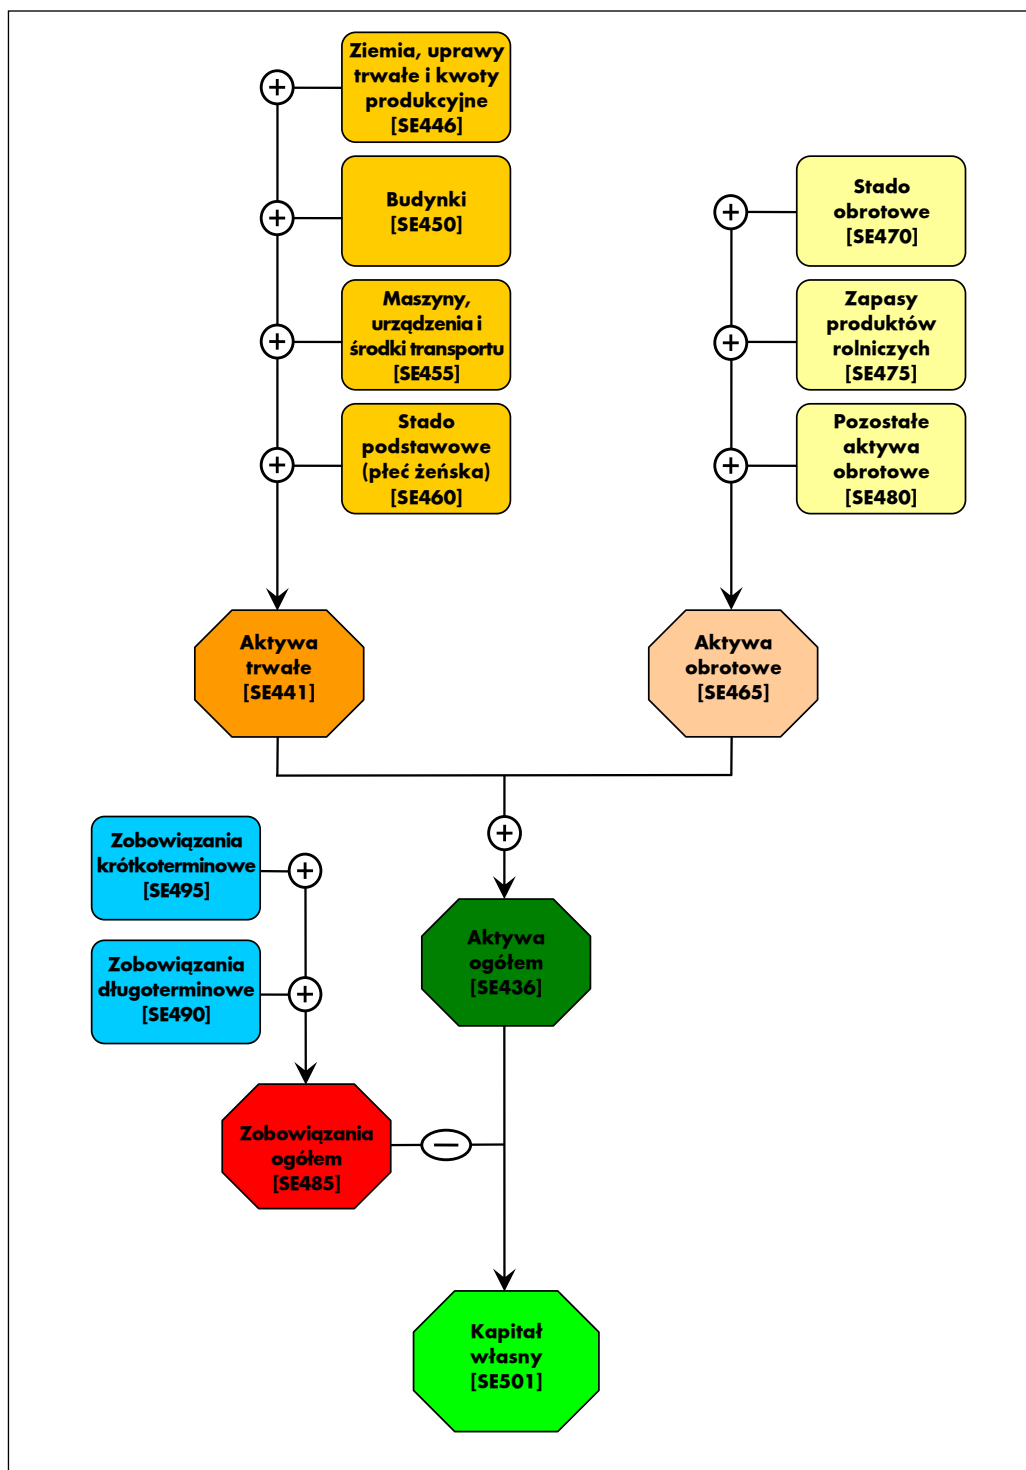 Ziemia, uprawy
trwałe i kwoty
produkcyjne
[SE446]
Budynki
[SE450]
Maszyny,
urządzenia i
środki transportu
[SE455]
Stado
podstawowe
(płeć żeńska)
[SE460]
Stado
obrotowe
[SE470]
Zapasy
produktów
rolniczych
[SE475]
Pozostałe
aktywa
obrotowe
[SE480]
Aktywa
trwałe
[SE441]
Aktywa
obrotowe
[SE465]
Zobowiązania
krótkoterminowe
[SE495]
Zobowiązania
długoterminowe
[SE490]
Aktywa
ogółem
[SE436]
Zobowiązania
ogółem
[SE485]
Kapitał
własny
[SE501]